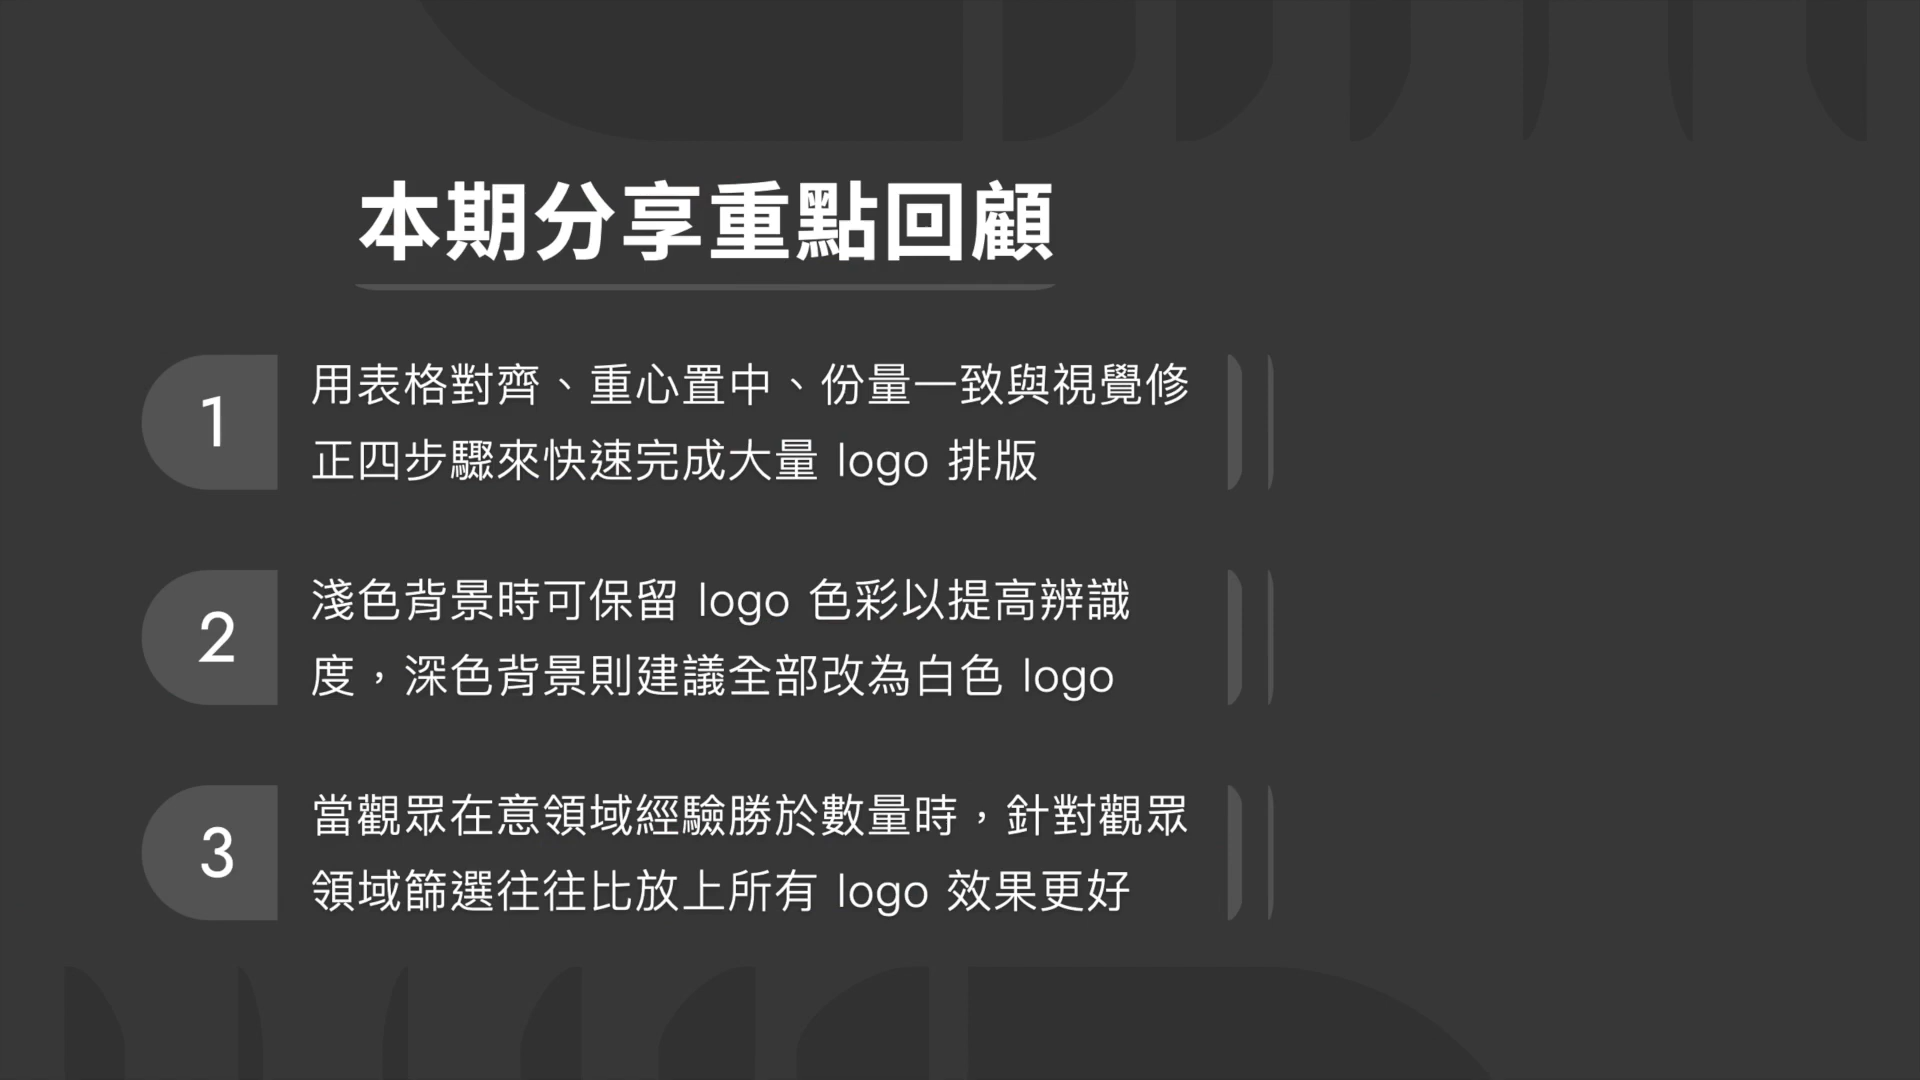 本期分享重點回顧
1
用表格對齊、重心置中、份量一致與視覺修
正四步驟來快速完成大量 logo 排版
2
淺色背景時可保留 logo 色彩以提高辨識
度，深色背景則建議全部改為白色 logo
3
當觀眾在意領域經驗勝於數量時，針對觀眾
領域篩選往往比放上所有 logo 效果更好